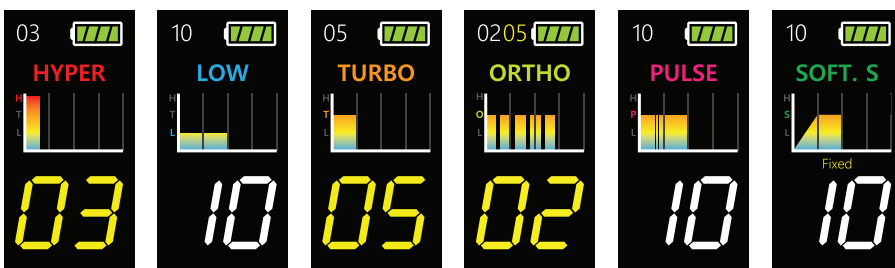 03
HYPER
H
T
L
03
10
LOW
H
T
L
10
05
TURBO
H
T
L
05
0205
ORTHO
H
O
L
02
10
PULSE
H
P
L
10
10
SOFT. S
H
S
L
Fixed
10